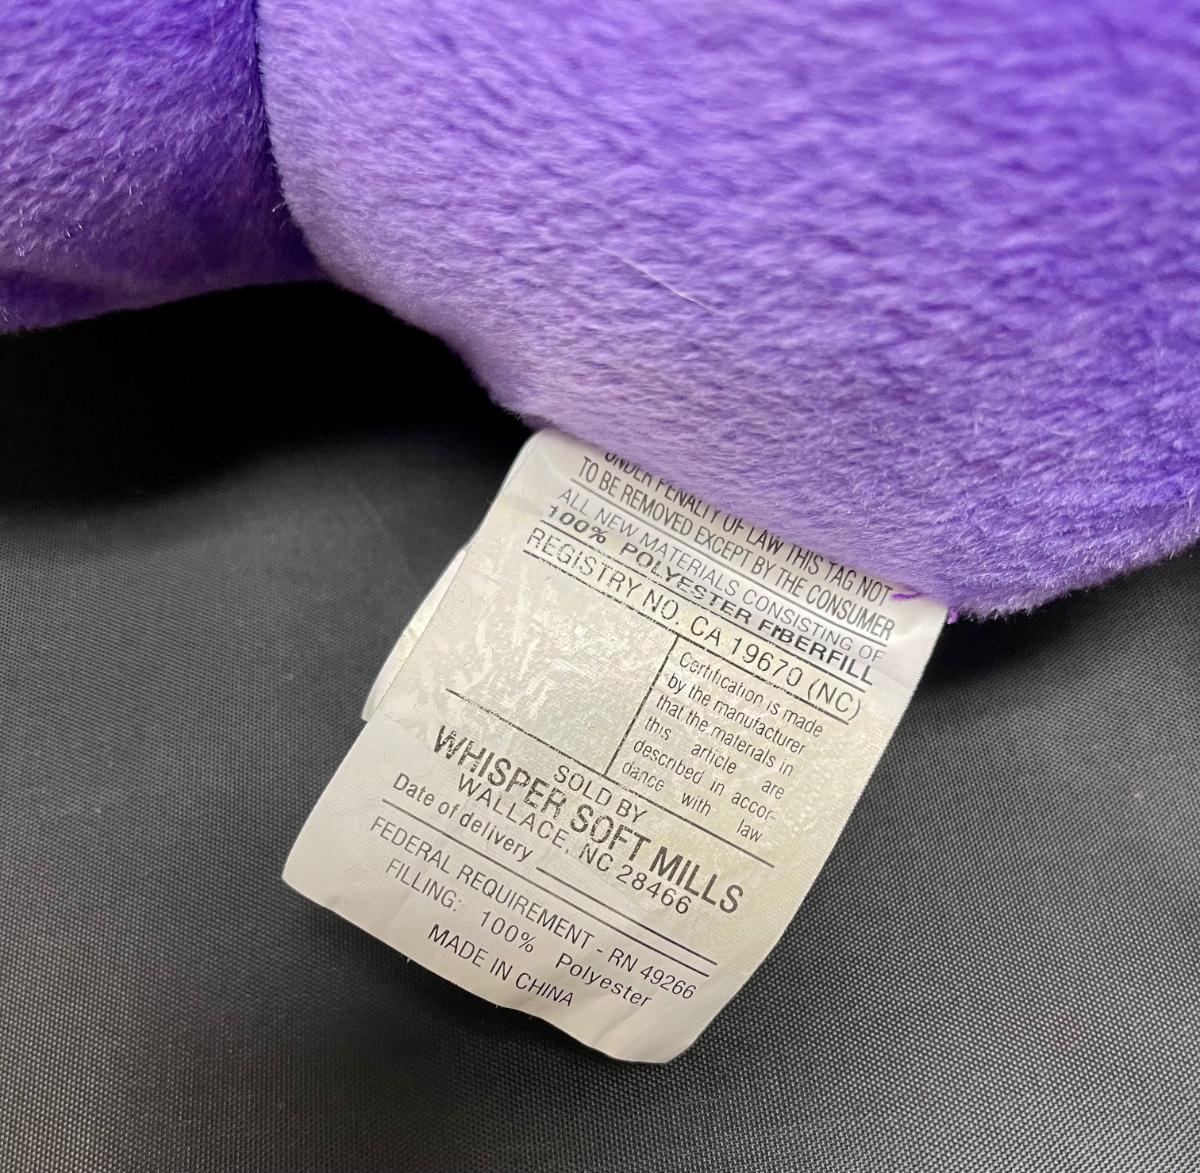 UNDER PENALTY OF LAW THIS TAG NOT
TO BE REMOVED EXCEPT BY THE CONSUMER
ALL NEW MATERIALS CONSISTING OF
100% POLYESTER FIBERFILL
REGISTRY NO. CA 19670 (NC)
Certification is made
by the manufacturer
that the materials in
this article are
described in accor-
dance with law
SOLD BY
WHISPER SOFT MILLS
WALLACE, NC 28466
Date of delivery
FEDERAL REQUIREMENT - RN 49266
FILLING: 100% Polyester
MADE IN CHINA